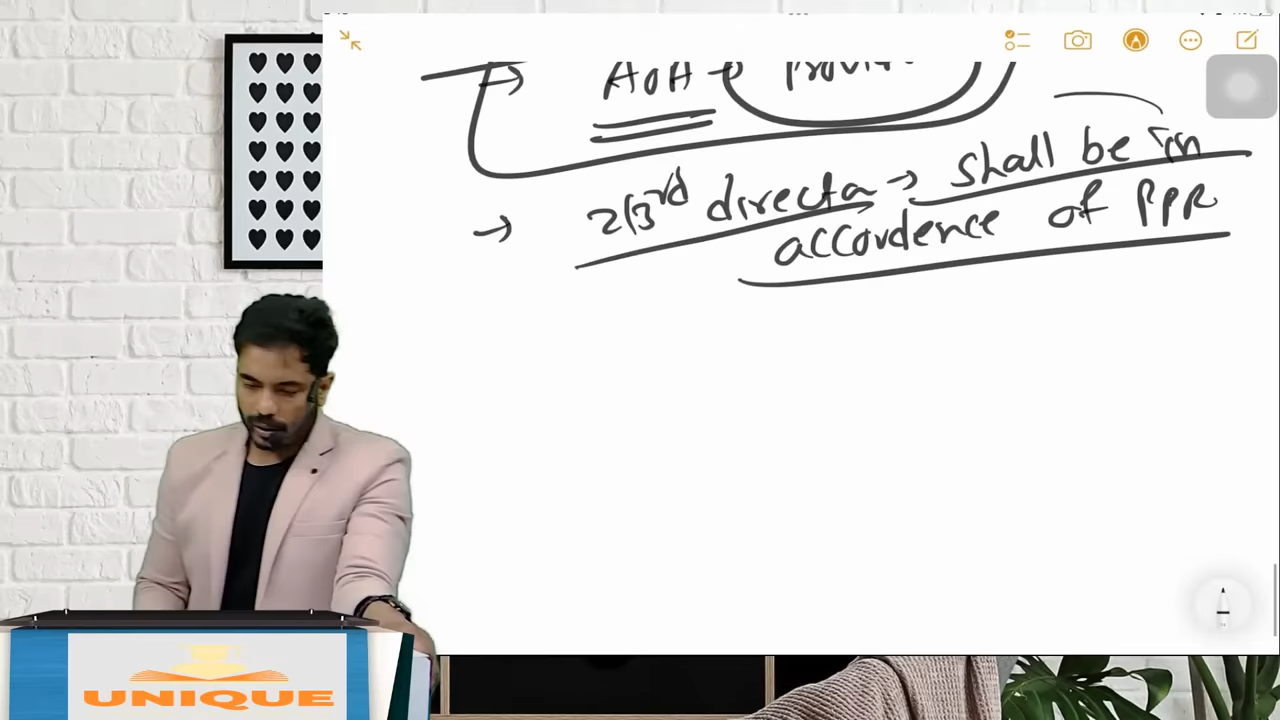 → AOA →
→ 2/3rd directa → shall be in
accordence of PPR
UNIQUE